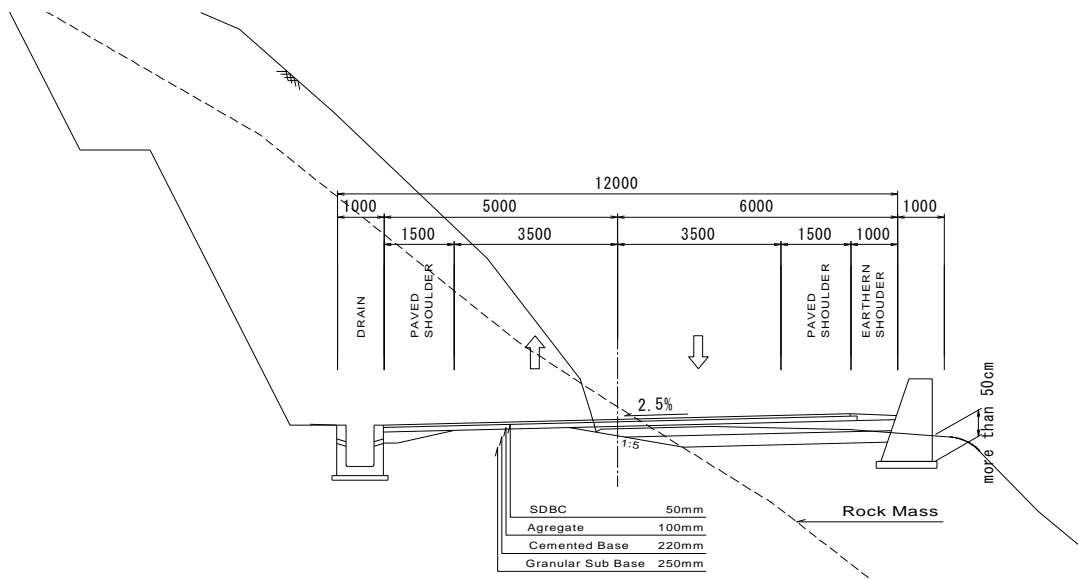 12000
1000
5000
6000
1000
1500
3500
3500
1500
1000
DRAIN
PAVED
SHOULDER
PAVED
SHOULDER
EARTHERN
SHOUDER
2.5%
more than 50cm
1:5
SDBC 50mm
Agregate 100mm
Cemented Base 220mm
Granular Sub Base 250mm
Rock Mass